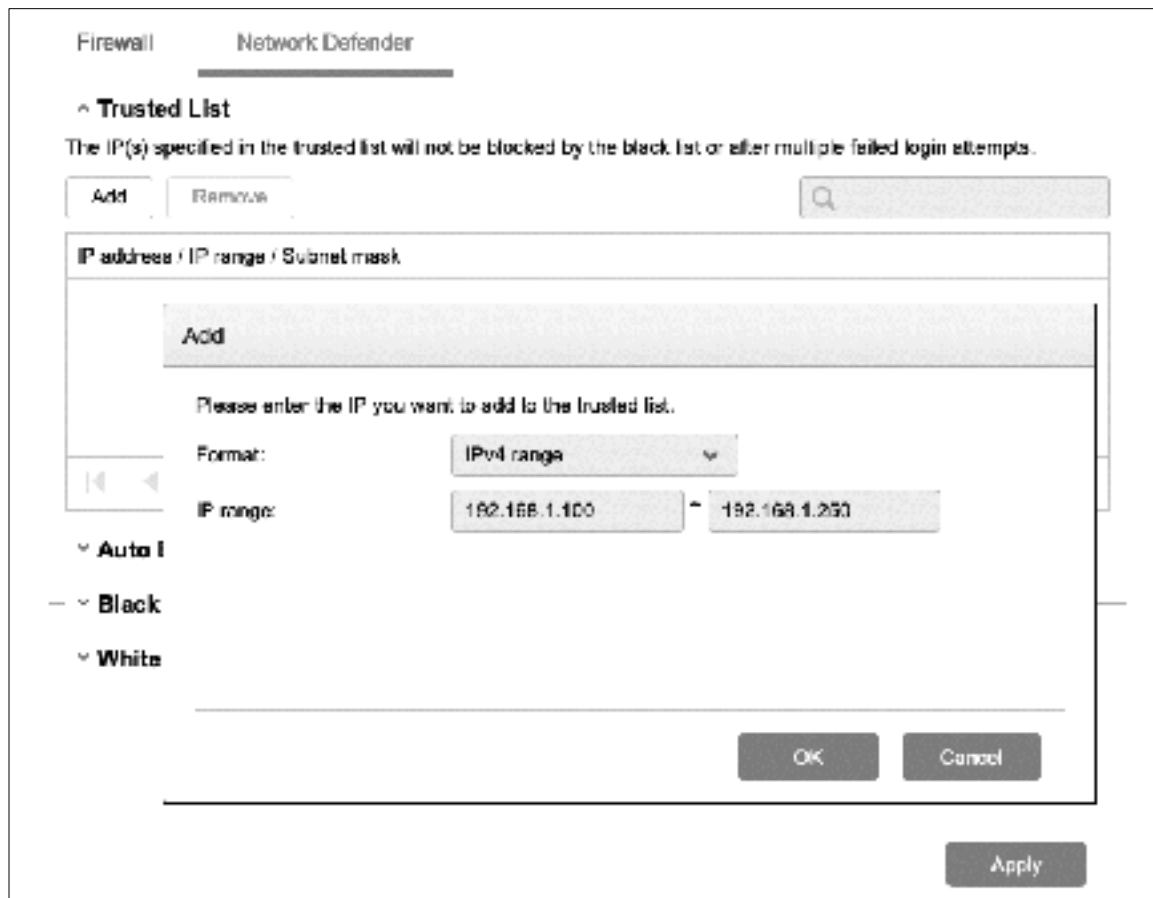 Firewall Network Defender
Trusted List
The IP(s) specified in the trusted list will not be blocked by the black list or after multiple failed login attempts.
Add Remove
IP address / IP range / Subnet mask
Add
Please enter the IP you want to add to the trusted list.
Format: IPv4 range
IP range: 192.168.1.100 ~ 192.168.1.250
Auto
Black
White
OK Cancel
Apply